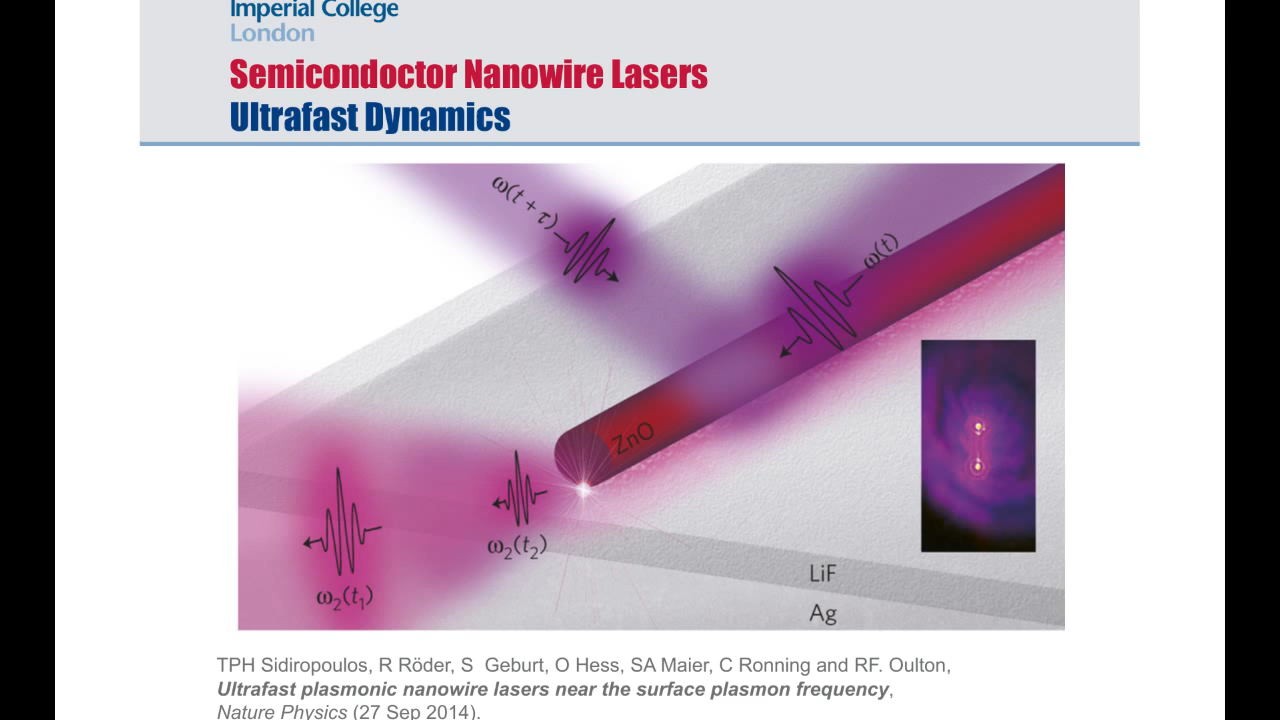 Imperial College
London
Semicondoctor Nanowire Lasers
Ultrafast Dynamics
ω(t + τ)
ω(t)
ZnO
ω₂(t₂)
ω₂(t₁)
LiF
Ag
TPH Sidiropoulos, R Röder, S  Geburt, O Hess, SA Maier, C Ronning and RF. Oulton,
Ultrafast plasmonic nanowire lasers near the surface plasmon frequency,
Nature Physics (27 Sep 2014).